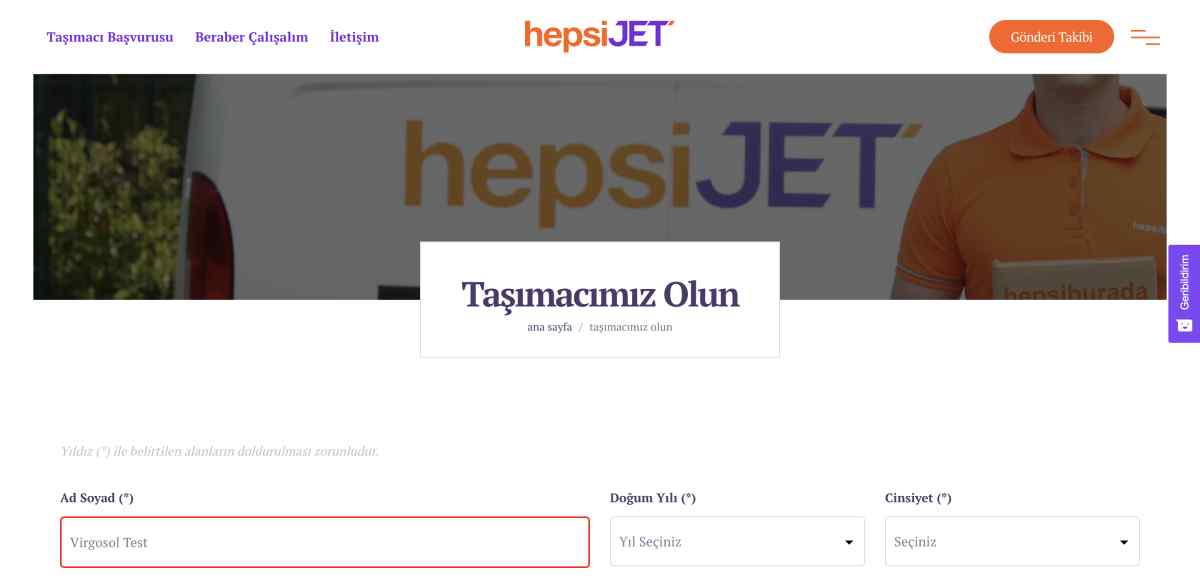 Taşımacı Başvurusu Beraber Çalışalım İletişim hepsiJET Gönderi Takibi
hepsiJET
hepsiburada
Geribildirim
Taşımacımız Olun
ana sayfa / taşımacımız olun
Yıldız (*) ile belirtilen alanların doldurulması zorunludur.
Ad Soyad (*) Doğum Yılı (*) Cinsiyet (*)
Virgosol Test Yıl Seçiniz Seçiniz